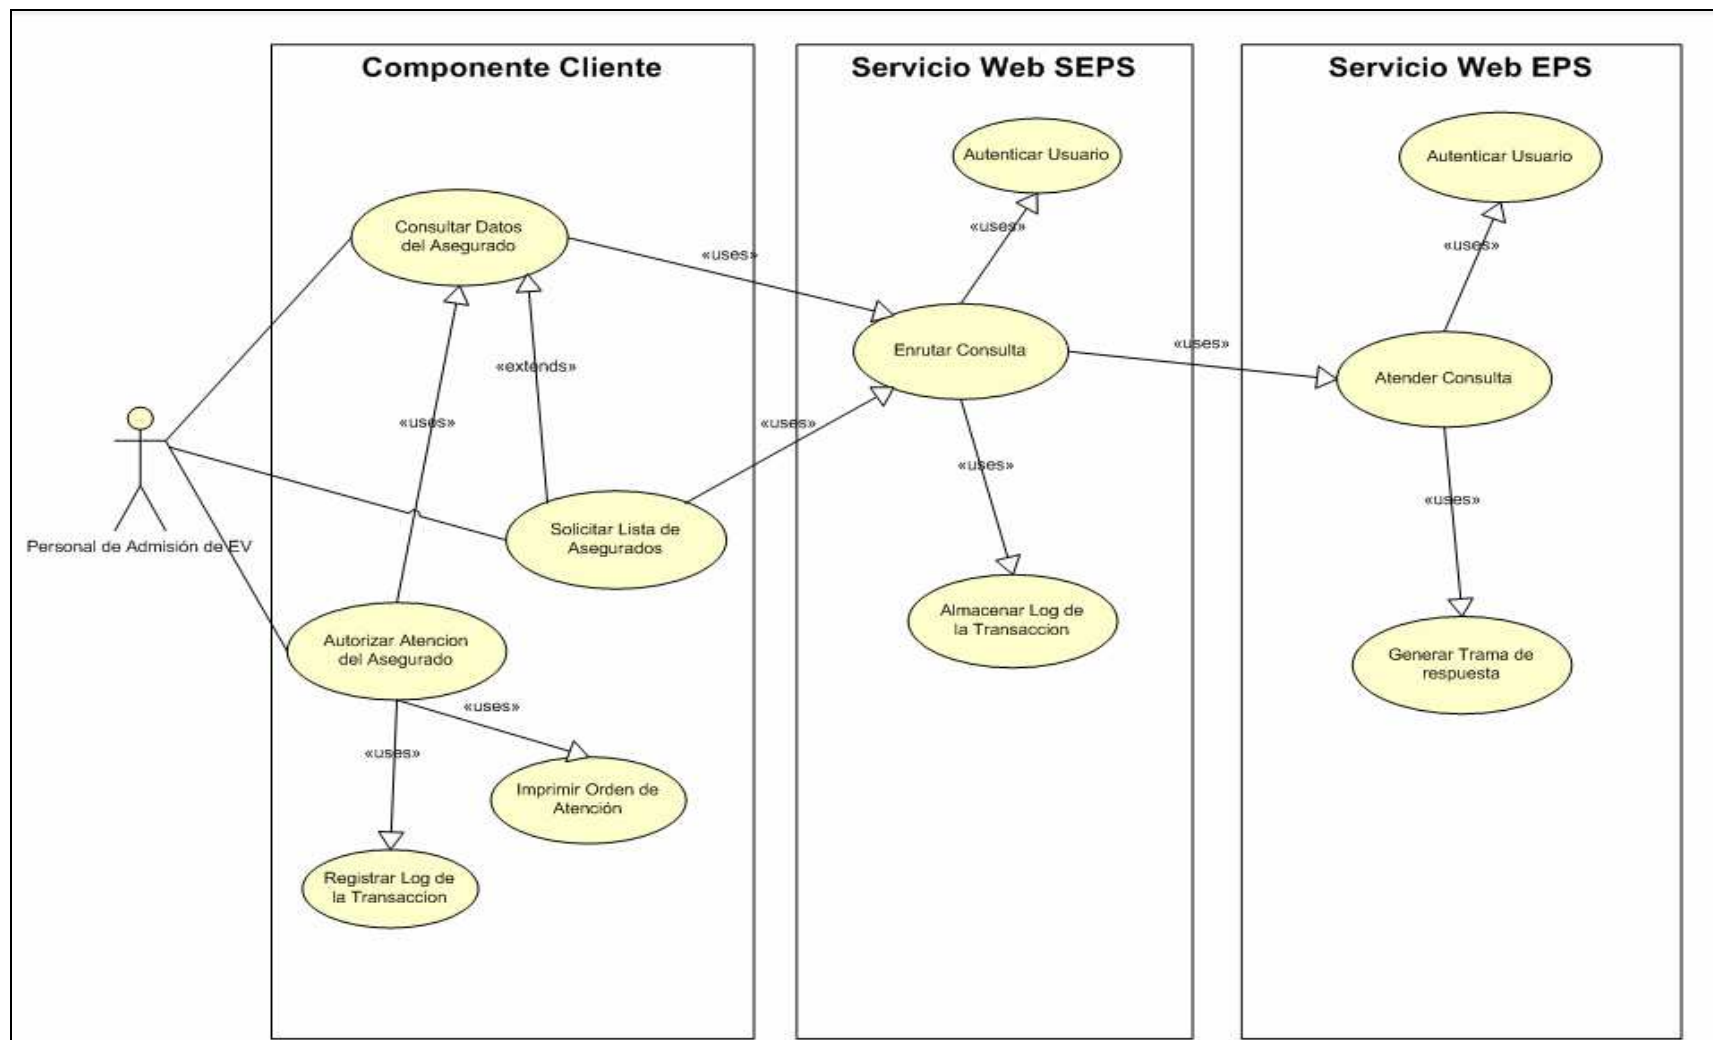 Componente Cliente
Servicio Web SEPS
Servicio Web EPS
Autenticar Usuario
Autenticar Usuario
Consultar Datos
del Asegurado
«uses»
«uses»
«uses»
«uses»
Enrutar Consulta
Atender Consulta
«extends»
«uses»
«uses»
«uses»
«uses»
Personal de Admisión de EV
Solicitar Lista de
Asegurados
Almacenar Log de
la Transaccion
Autorizar Atencion
del Asegurado
Generar Trama de
respuesta
«uses»
«uses»
Imprimir Orden de
Atención
Registrar Log de
la Transaccion